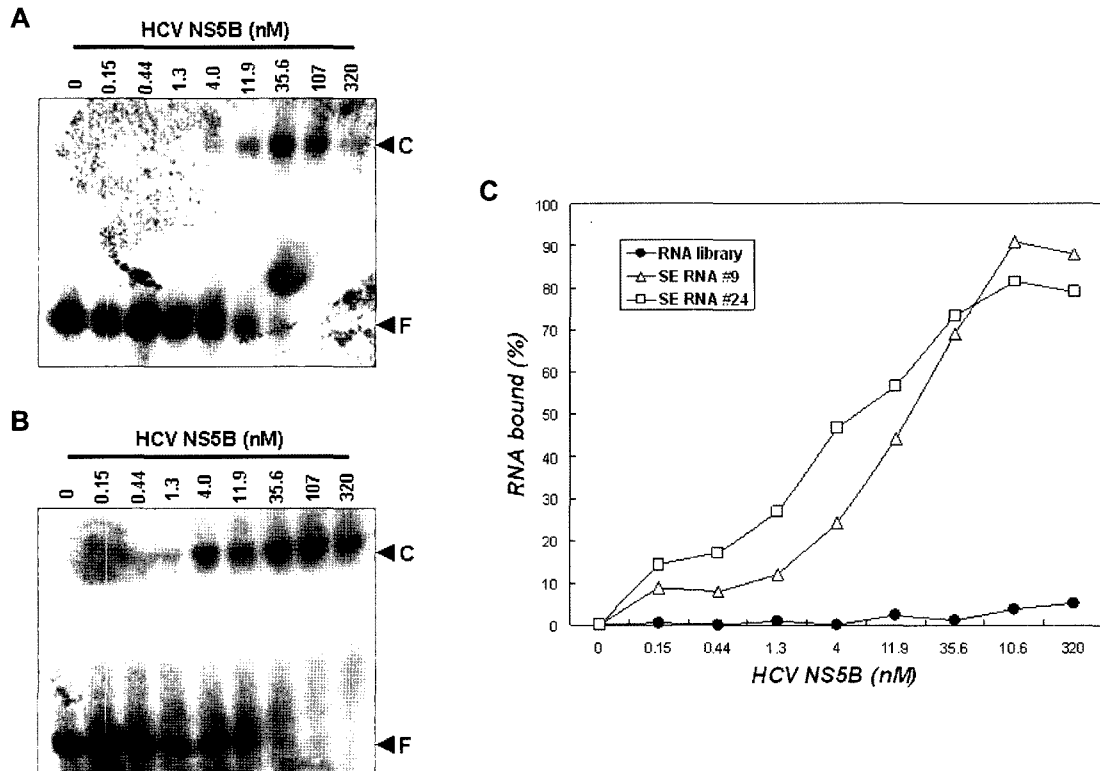 A
HCV NS5B (nM)
0 0.15 0.44 1.3 4.0 11.9 35.6 107 320
C
F
B
HCV NS5B (nM)
0 0.15 0.44 1.3 4.0 11.9 35.6 107 320
C
F
C
RNA bound (%)
100
90
80
70
60
50
40
30
20
10
0
RNA library
SE RNA #9
SE RNA #24
0 0.15 0.44 1.3 4 11.9 35.6 10.6 320
HCV NS5B (nM)